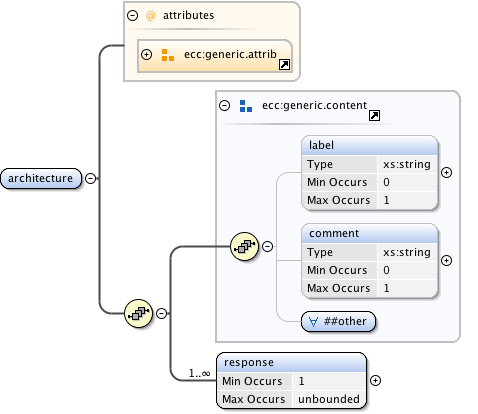 @ attributes
ecc:generic.attrib
ecc:generic.content
label
Type xs:string
Min Occurs 0
Max Occurs 1
architecture
comment
Type xs:string
Min Occurs 0
Max Occurs 1
∀ ##other
response
1..∞
Min Occurs 1
Max Occurs unbounded